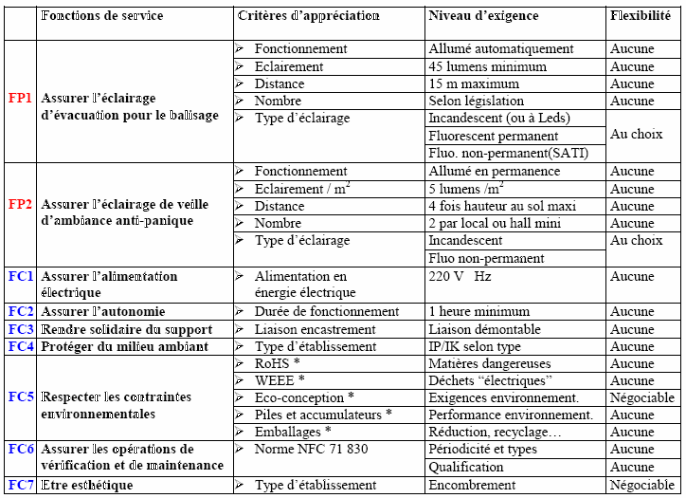 Fonctions de service Critères d'appréciation Niveau d'exigence Flexibilité
➢ Fonctionnement Allumé automatiquement Aucune
➢ Eclairement 45 lumens minimum Aucune
➢ Distance 15 m maximum Aucune
FP1 Assurer l'éclairage d'évacuation pour le balisage ➢ Nombre Selon législation Aucune
➢ Type d'éclairage Incandescent (ou à Leds)
Fluorescent permanent Au choix
Fluo. non-permanent(SATI)
➢ Fonctionnement Allumé en permanence Aucune
➢ Eclairement / m² 5 lumens /m² Aucune
FP2 Assurer l'éclairage de veille ➢ Distance 4 fois hauteur au sol maxi Aucune
d'ambiance anti-panique ➢ Nombre 2 par local ou hall mini Aucune
➢ Type d'éclairage Incandescent Au choix
Fluo non-permanent
FC1 Assurer l'alimentation ➢ Alimentation en 220 V Hz Aucune
électrique énergie électrique
FC2 Assurer l'autonomie ➢ Durée de fonctionnement 1 heure minimum Aucune
FC3 Rendre solidaire du support ➢ Liaison encastrement Liaison démontable Aucune
FC4 Protéger du milieu ambiant ➢ Type d'établissement IP/IK selon type Aucune
➢ RoHS * Matières dangereuses Aucune
➢ WEEE * Déchets "électriques" Aucune
FC5 Respecter les contraintes ➢ Eco-conception * Exigences environnement. Négociable
environnementales ➢ Piles et accumulateurs * Performance environnement. Aucune
➢ Emballages * Réduction, recyclage… Aucune
FC6 Assurer les opérations de ➢ Norme NFC 71 830 Périodicité et types Aucune
vérification et de maintenance Qualification Aucune
FC7 Etre esthétique ➢ Type d'établissement Encombrement Négociable